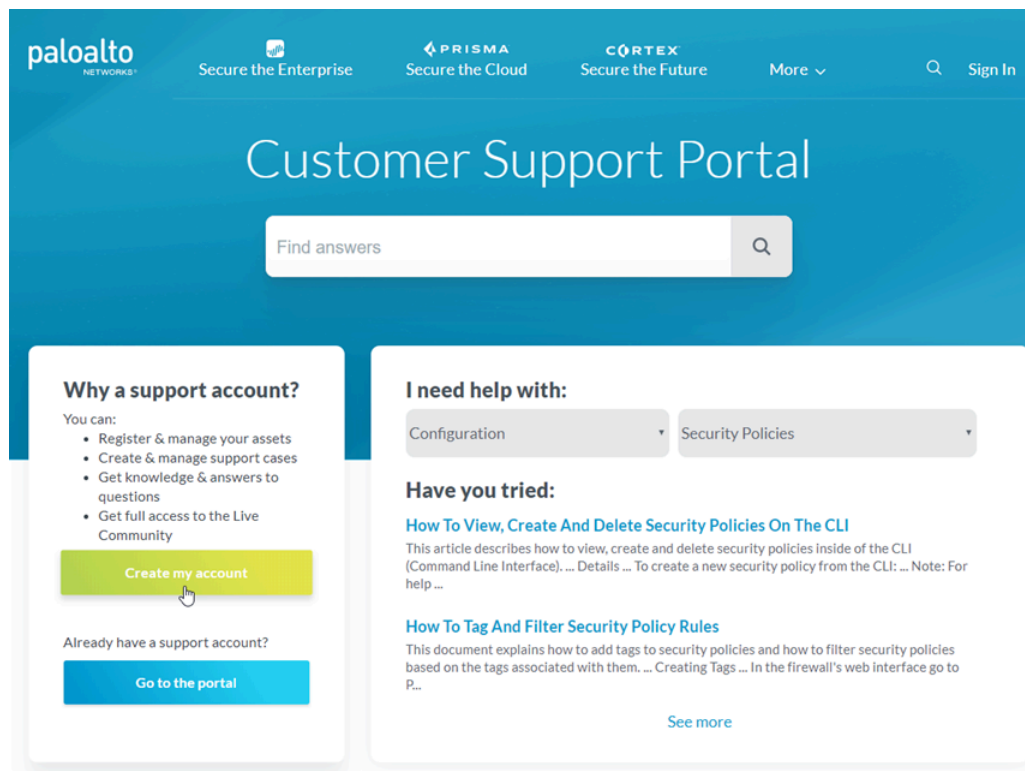 paloalto
NETWORKS®
Secure the Enterprise
PRISMA
Secure the Cloud
CORTEX
Secure the Future
More
Sign In
Customer Support Portal
Find answers
Why a support account?
You can:
• Register & manage your assets
• Create & manage support cases
• Get knowledge & answers to
questions
• Get full access to the Live
Community
Create my account
Already have a support account?
Go to the portal
I need help with:
Configuration
Security Policies
Have you tried:
How To View, Create And Delete Security Policies On The CLI
This article describes how to view, create and delete security policies inside of the CLI
(Command Line Interface). ... Details ... To create a new security policy from the CLI: ... Note: For
help ...
How To Tag And Filter Security Policy Rules
This document explains how to add tags to security policies and how to filter security policies
based on the tags associated with them. ... Creating Tags ... In the firewall's web interface go to
P...
See more